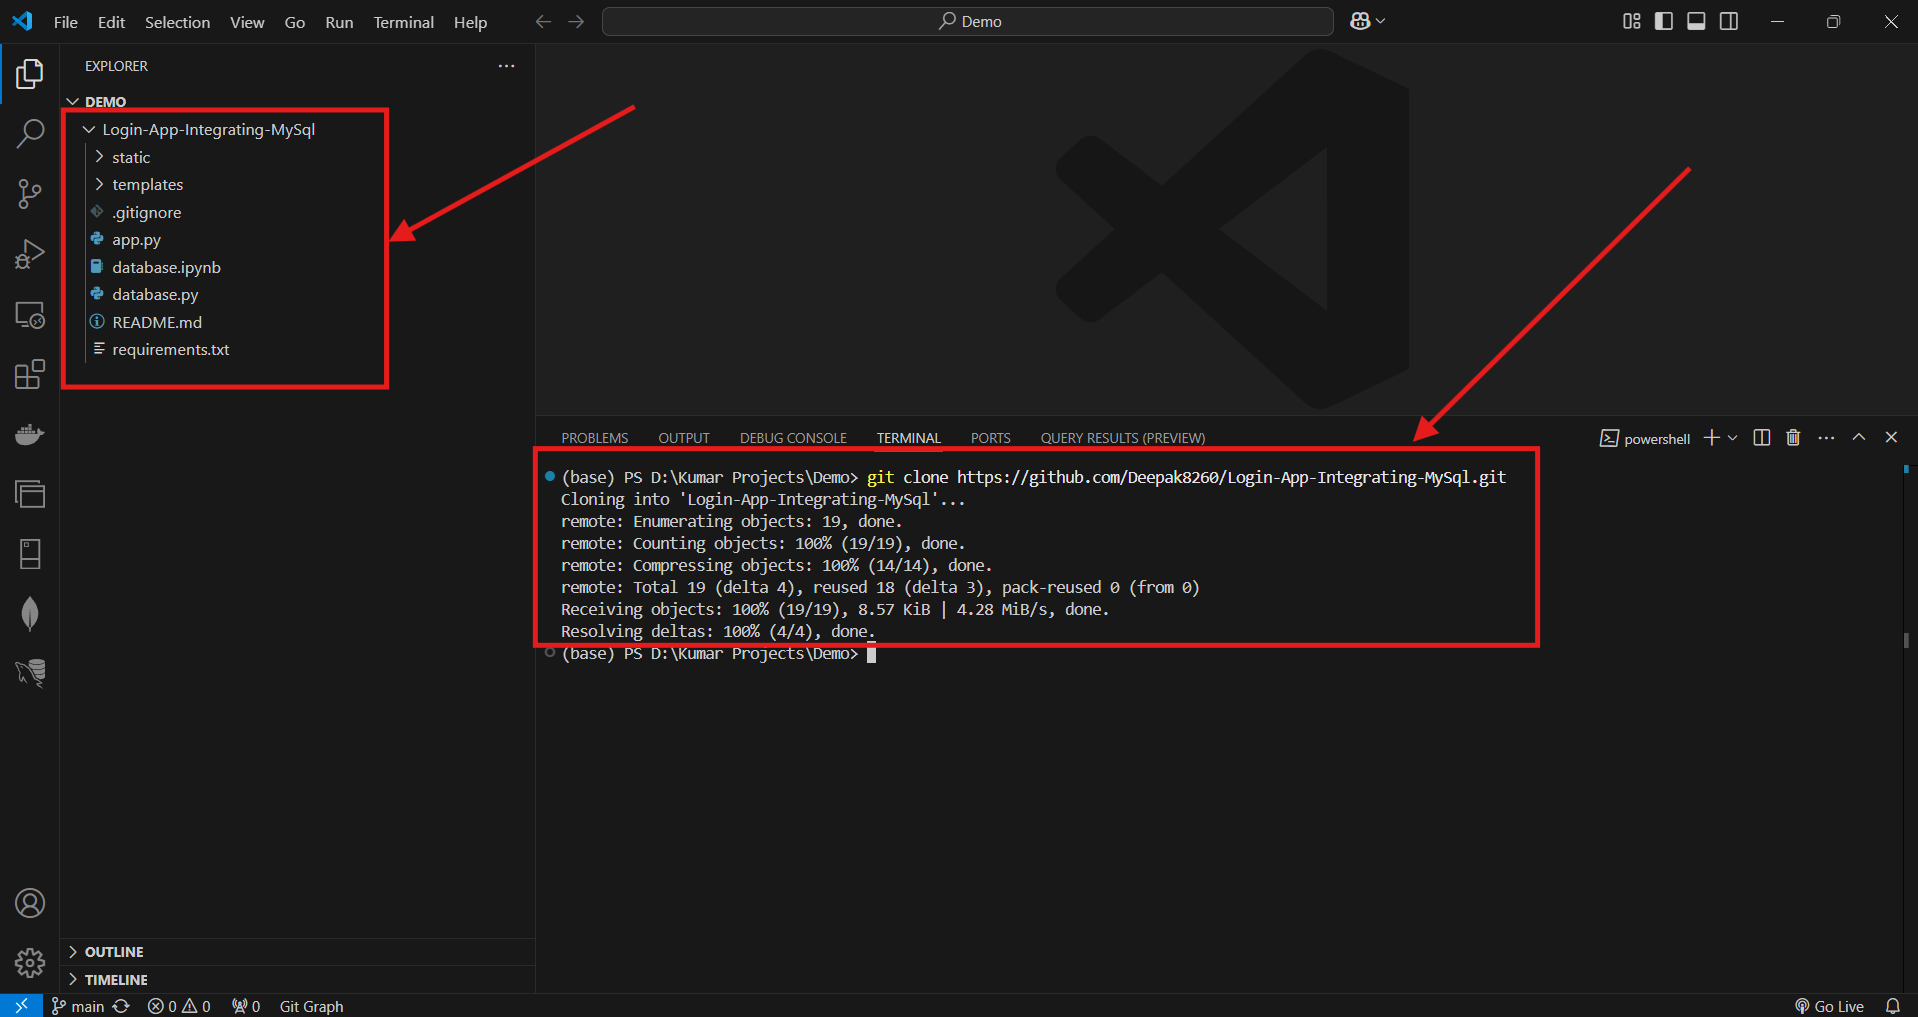 File Edit Selection View Go Run Terminal Help
Demo
EXPLORER
DEMO
Login-App-Integrating-MySql
static
templates
.gitignore
app.py
database.ipynb
database.py
README.md
requirements.txt
PROBLEMS OUTPUT DEBUG CONSOLE TERMINAL PORTS QUERY RESULTS (PREVIEW)
powershell
(base) PS D:\Kumar Projects\Demo> git clone https://github.com/Deepak8260/Login-App-Integrating-MySql.git
Cloning into 'Login-App-Integrating-MySql'...
remote: Enumerating objects: 19, done.
remote: Counting objects: 100% (19/19), done.
remote: Compressing objects: 100% (14/14), done.
remote: Total 19 (delta 4), reused 18 (delta 3), pack-reused 0 (from 0)
Receiving objects: 100% (19/19), 8.57 KiB | 4.28 MiB/s, done.
Resolving deltas: 100% (4/4), done.
(base) PS D:\Kumar Projects\Demo>
OUTLINE
TIMELINE
main 0 0 0 Git Graph
Go Live